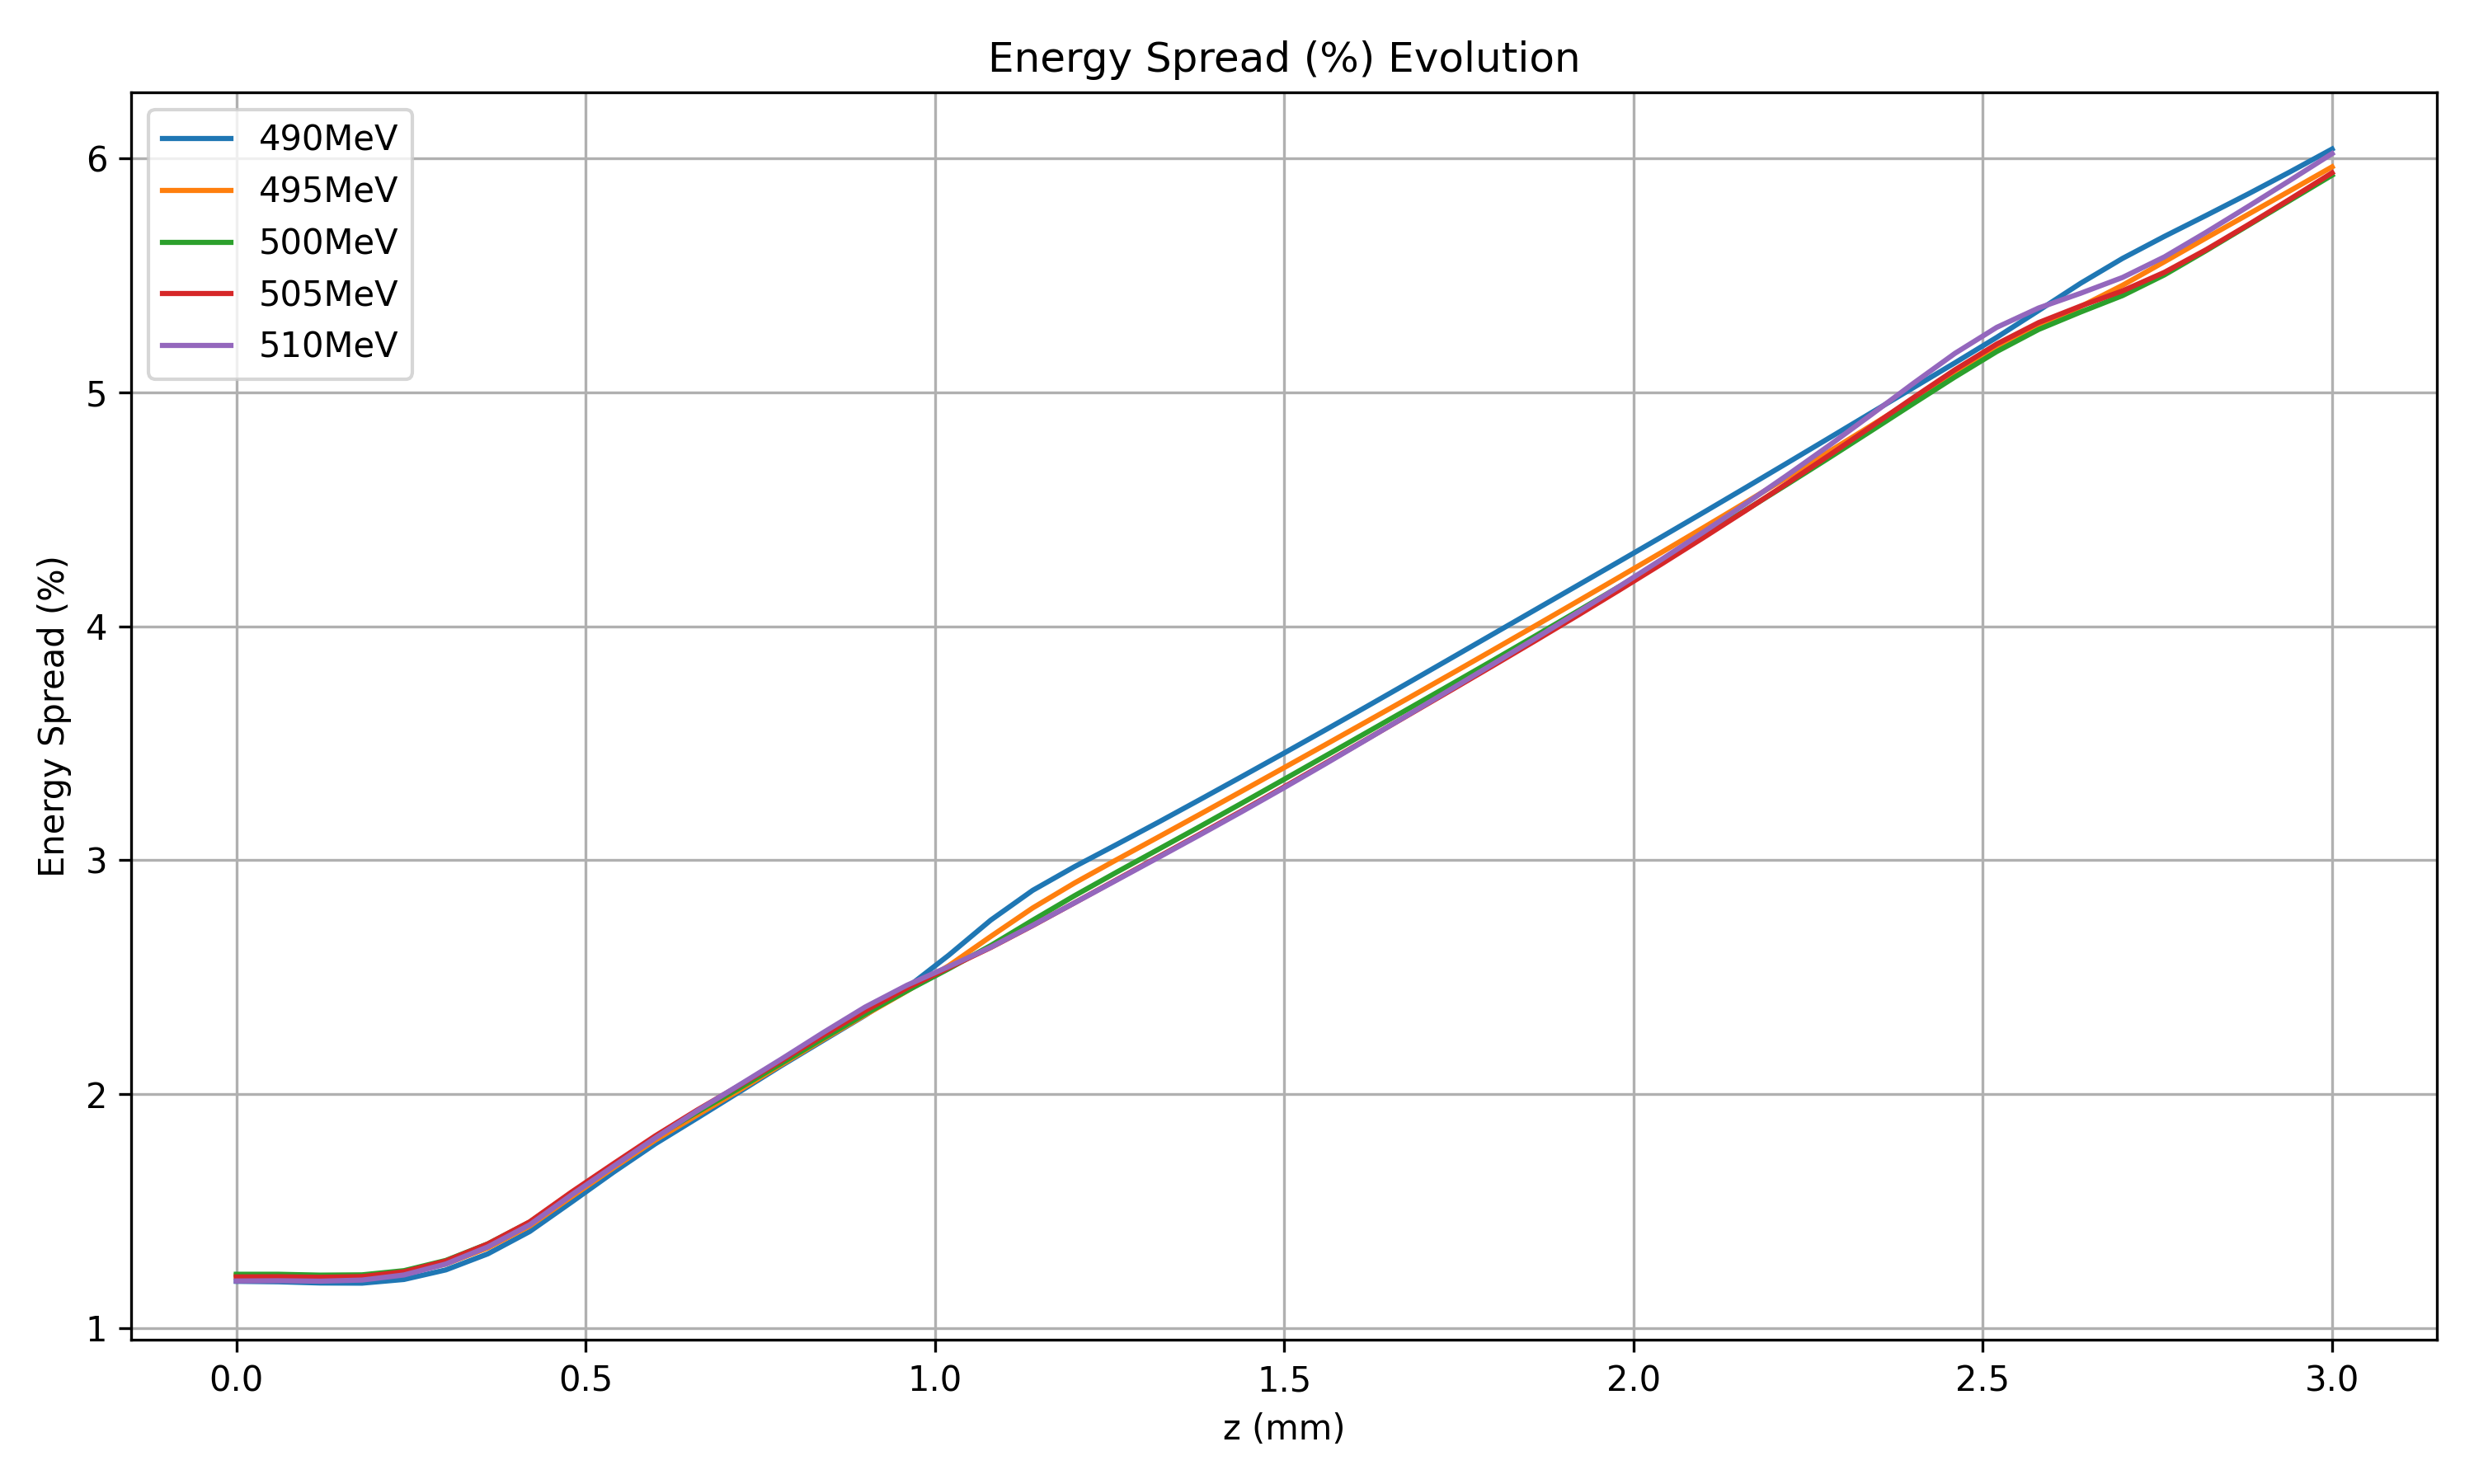 Energy Spread (%) Evolution
490MeV
495MeV
500MeV
505MeV
510MeV
Energy Spread (%)
6
5
4
3
2
1
0.0 0.5 1.0 1.5 2.0 2.5 3.0
z (mm)